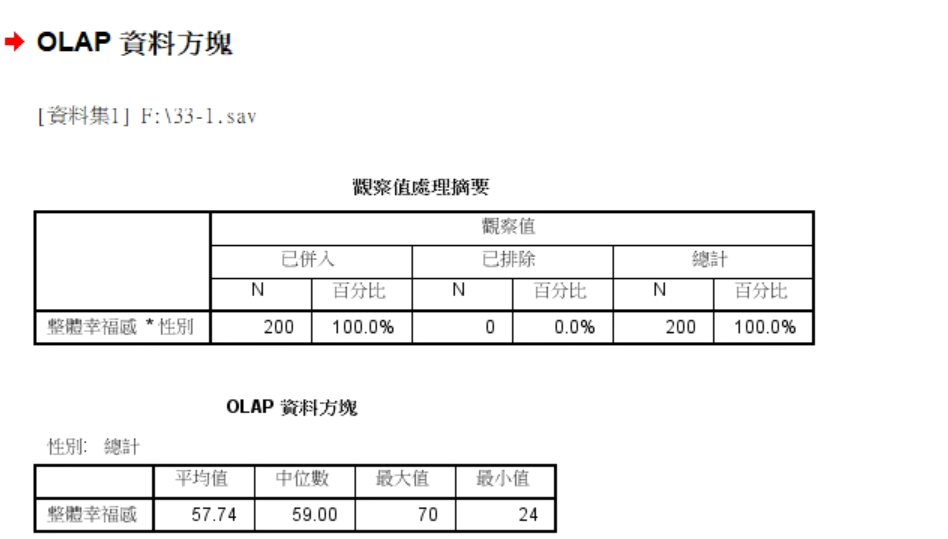 OLAP 資料方塊
[資料集1] F:\33-1.sav
觀察值處理摘要
觀察值
已併入 已排除 總計
N 百分比 N 百分比 N 百分比
整體幸福感 * 性別 200 100.0% 0 0.0% 200 100.0%
OLAP 資料方塊
性別: 總計
平均值 中位數 最大值 最小值
整體幸福感 57.74 59.00 70 24